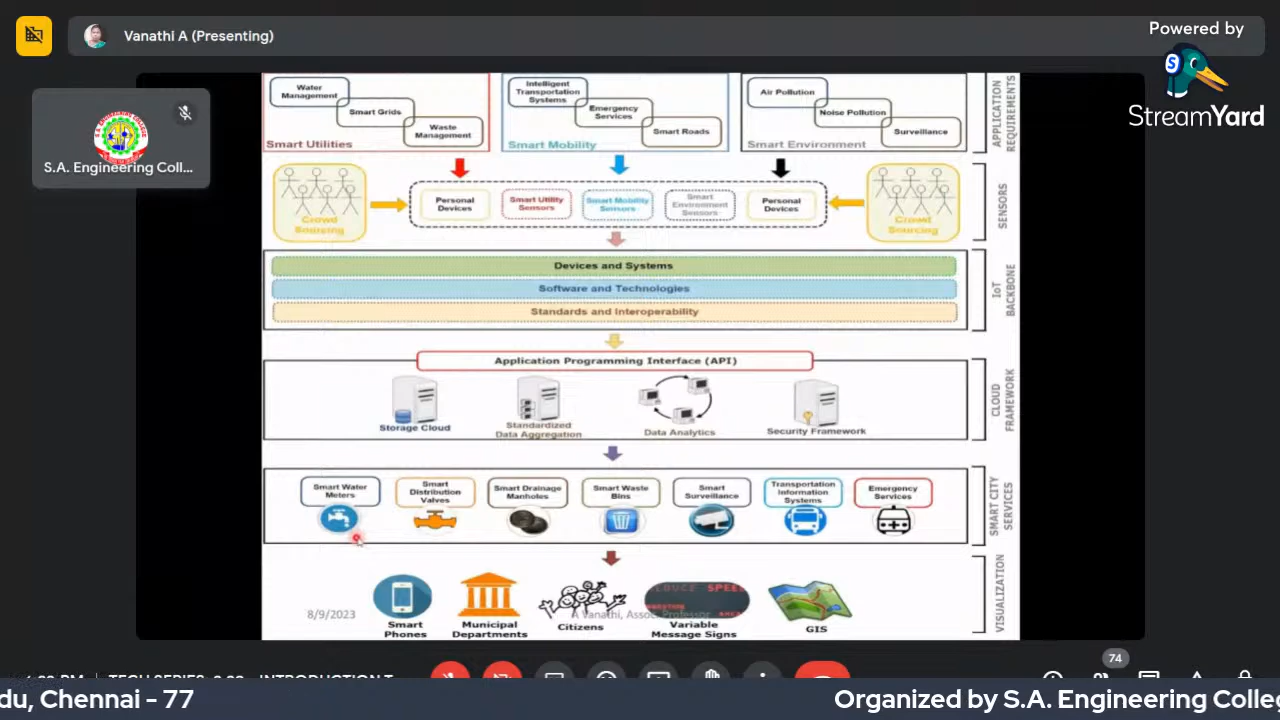 Vanathi A (Presenting)
Powered by
S
StreamYard
S.A. Engineering Coll...
Water
Management
Smart Grids
Waste
Management
Smart Utilities
Intelligent
Transportation
Systems
Emergency
Services
Smart Roads
Smart Mobility
Air Pollution
Noise Pollution
Surveillance
Smart Environment
APPLICATION
REQUIREMENTS
Crowd
Sourcing
Personal
Devices
Smart Utility
Sensors
Smart Mobility
Sensors
Smart
Environment
Sensors
Personal
Devices
Crowd
Sourcing
SENSORS
Devices and Systems
Software and Technologies
Standards and Interoperability
IoT
BACKBONE
Application Programming Interface (API)
Storage Cloud
Standardized
Data Aggregation
Data Analytics
Security Framework
CLOUD
FRAMEWORK
Smart Water
Meters
Smart
Distribution
Valves
Smart Drainage
Manholes
Smart Waste
Bins
Smart
Surveillance
Transportation
Information
Systems
Emergency
Services
SMART CITY
SERVICES
8/9/2023
A Vanathi, Assoc. Professor
Smart
Phones
Municipal
Departments
Citizens
Variable
Message Signs
GIS
VISUALIZATION
74
du, Chennai - 77
Organized by S.A. Engineering Colleg